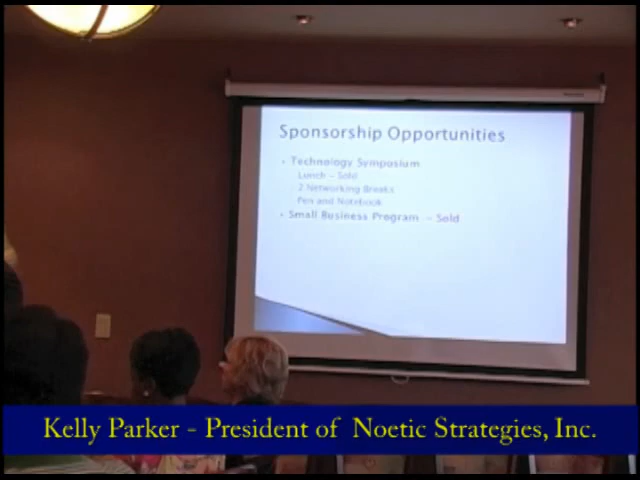 Sponsorship Opportunities
• Technology Symposium
Lunch – Sold
2 Networking Breaks
Pen and Notebook
• Small Business Program – Sold
Kelly Parker - President of Noetic Strategies, Inc.